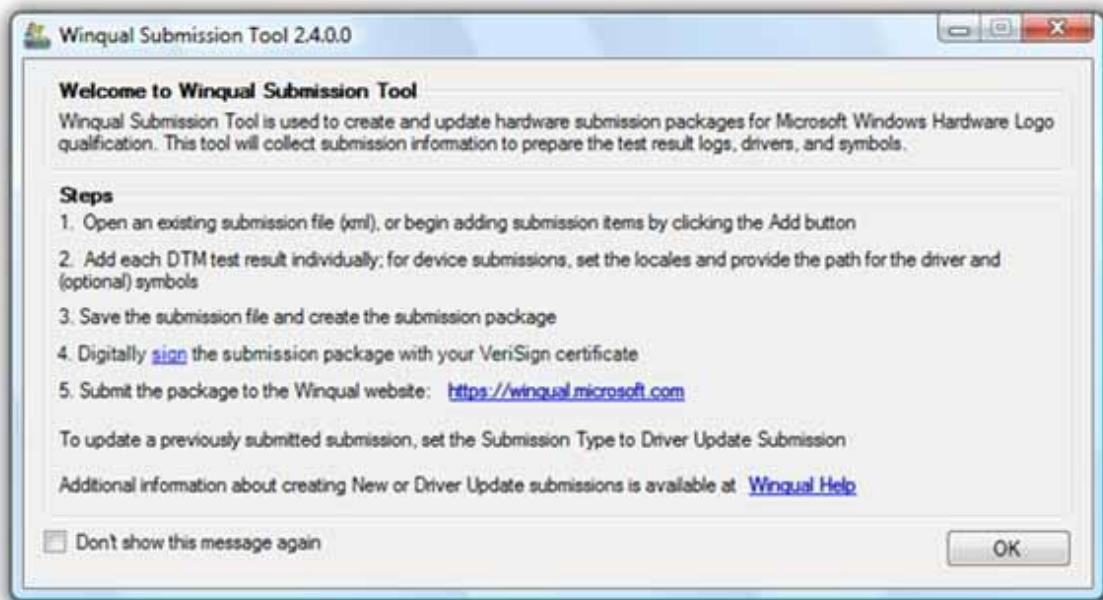 Winqual Submission Tool 2.4.0.0
Welcome to Winqual Submission Tool
Winqual Submission Tool is used to create and update hardware submission packages for Microsoft Windows Hardware Logo
qualification. This tool will collect submission information to prepare the test result logs, drivers, and symbols.
Steps
1. Open an existing submission file (xml), or begin adding submission items by clicking the Add button
2. Add each DTM test result individually; for device submissions, set the locales and provide the path for the driver and
(optional) symbols
3. Save the submission file and create the submission package
4. Digitally sign the submission package with your VeriSign certificate
5. Submit the package to the Winqual website: https://winqual.microsoft.com
To update a previously submitted submission, set the Submission Type to Driver Update Submission
Additional information about creating New or Driver Update submissions is available at Winqual Help
Don't show this message again
OK